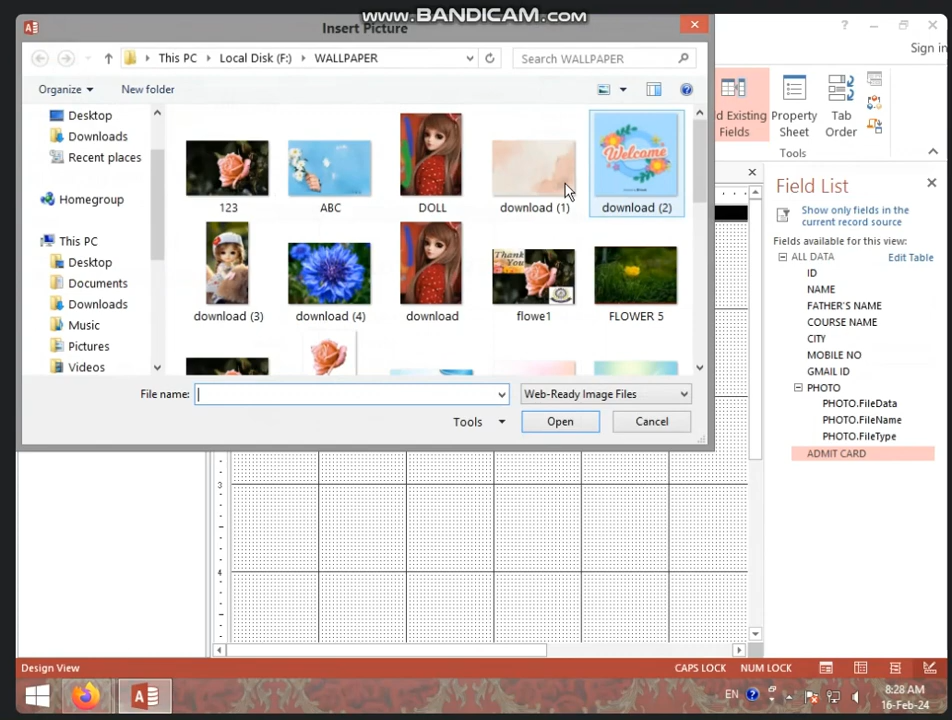 www.BANDICAM.com
Insert Picture
Sign in
This PC
Local Disk (F:)
WALLPAPER
Search WALLPAPER
Organize
New folder
d Existing
Fields
Property
Sheet
Tab
Order
Tools
Desktop
Downloads
Recent places
Homegroup
This PC
Desktop
Documents
Downloads
Music
Pictures
Videos
Welcome
123
ABC
DOLL
download (1)
download (2)
Thank
You
download (3)
download (4)
download
flowe1
FLOWER 5
File name:
Web-Ready Image Files
Tools
Open
Cancel
Field List
Show only fields in the
current record source
Fields available for this view:
ALL DATA
Edit Table
ID
NAME
FATHER'S NAME
COURSE NAME
CITY
MOBILE NO
GMAIL ID
PHOTO
PHOTO.FileData
PHOTO.FileName
PHOTO.FileType
ADMIT CARD
3
4
Design View
CAPS LOCK
NUM LOCK
EN
8:28 AM
16-Feb-24